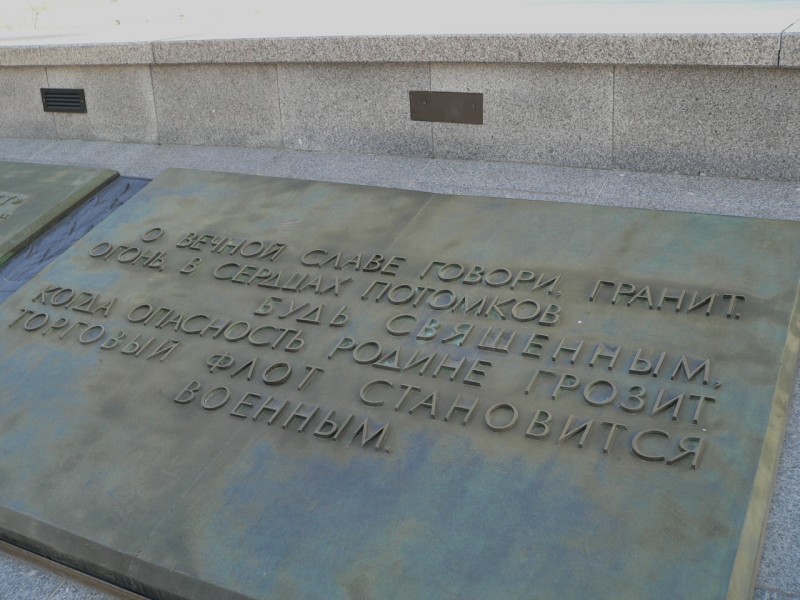 О ВЕЧНОЙ СЛАВЕ ГОВОРИ, ГРАНИТ.
ОГОНЬ, В СЕРДЦАХ ПОТОМКОВ
БУДЬ СВЯЩЕННЫМ,
КОГДА ОПАСНОСТЬ РОДИНЕ ГРОЗИТ
ТОРГОВЫЙ ФЛОТ СТАНОВИТСЯ
ВОЕННЫМ.